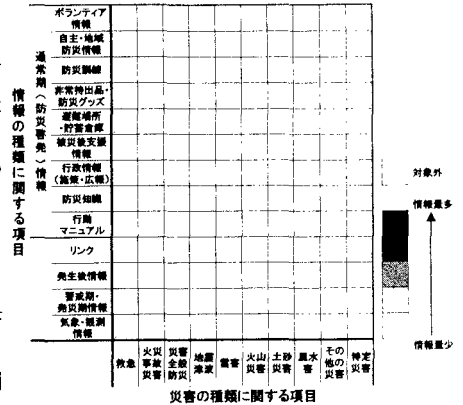 ボランティア
情報
自主・地域
防災情報
防災訓練
非常持出品・
防災グッズ
避難場所
・貯蓄倉庫
被災後支援
情報
行政情報
(施策・広報)
防災知識
行動
マニュアル
リンク
発生後情報
警戒期・
発災期情報
気象・観測
情報
通常期(防災啓発)情報
情報の種類に関する項目
救急
火災
事故
災害
災害
全般
防災
地震
津波
雷害
火山
災害
土砂
災害
風水
害
その
他の
災害
特定
災害
災害の種類に関する項目
対象外
情報量多
情報量少